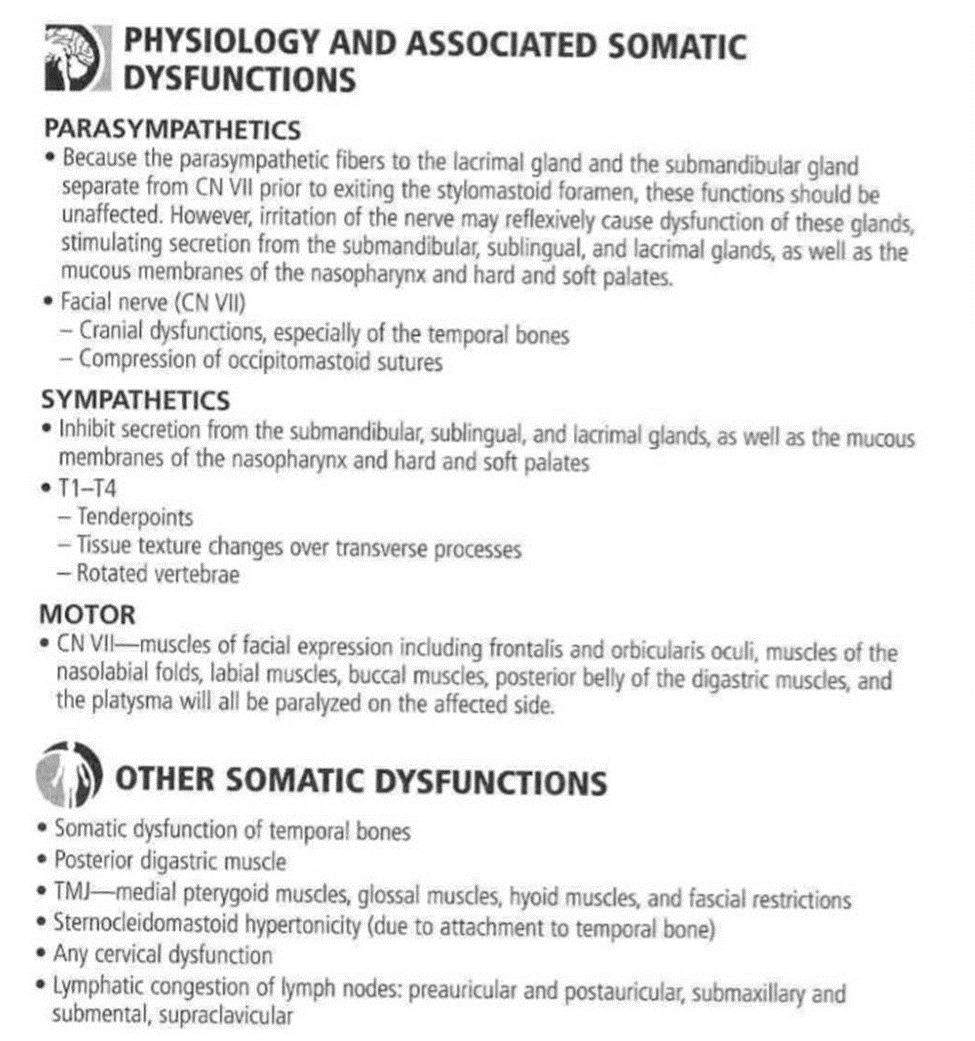 PHYSIOLOGY AND ASSOCIATED SOMATIC
DYSFUNCTIONS
PARASYMPATHETICS
• Because the parasympathetic fibers to the lacrimal gland and the submandibular gland
separate from CN VII prior to exiting the stylomastoid foramen, these functions should be
unaffected. However, irritation of the nerve may reflexively cause dysfunction of these glands,
stimulating secretion from the submandibular, sublingual, and lacrimal glands, as well as the
mucous membranes of the nasopharynx and hard and soft palates.
• Facial nerve (CN VII)
– Cranial dysfunctions, especially of the temporal bones
– Compression of occipitomastoid sutures
SYMPATHETICS
• Inhibit secretion from the submandibular, sublingual, and lacrimal glands, as well as the mucous
membranes of the nasopharynx and hard and soft palates
• T1–T4
– Tenderpoints
– Tissue texture changes over transverse processes
– Rotated vertebrae
MOTOR
• CN VII—muscles of facial expression including frontalis and orbicularis oculi, muscles of the
nasolabial folds, labial muscles, buccal muscles, posterior belly of the digastric muscles, and
the platysma will all be paralyzed on the affected side.
OTHER SOMATIC DYSFUNCTIONS
• Somatic dysfunction of temporal bones
• Posterior digastric muscle
• TMJ—medial pterygoid muscles, glossal muscles, hyoid muscles, and fascial restrictions
• Sternocleidomastoid hypertonicity (due to attachment to temporal bone)
• Any cervical dysfunction
• Lymphatic congestion of lymph nodes: preauricular and postauricular, submaxillary and
submental, supraclavicular